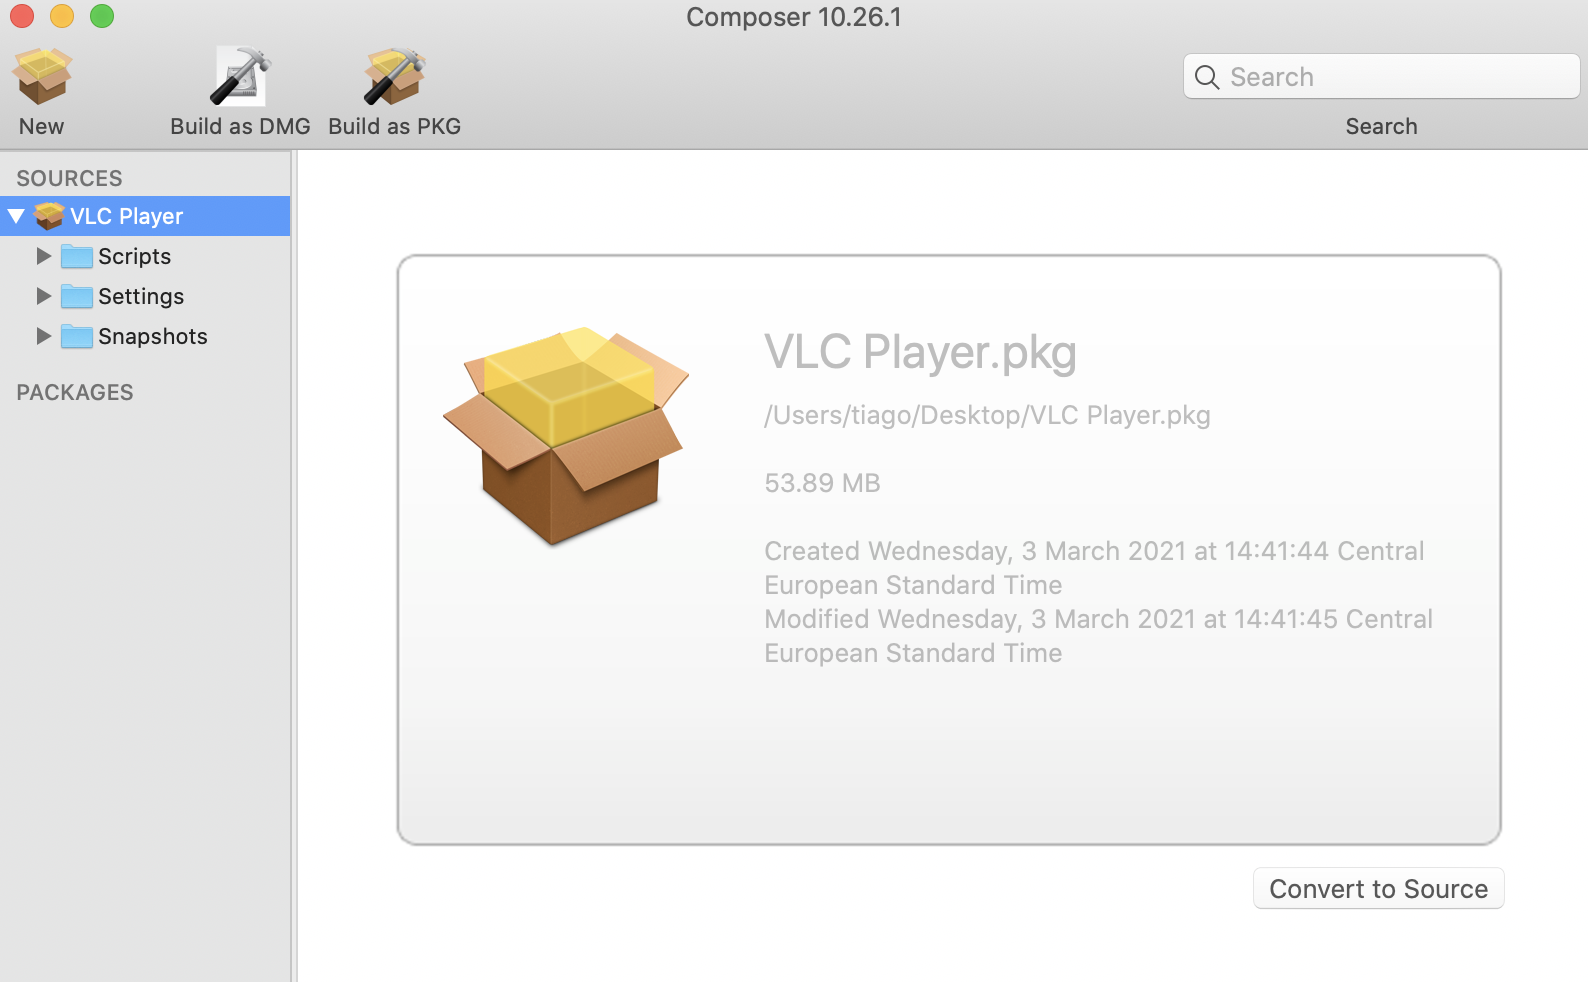 Composer 10.26.1
New
Build as DMG
Build as PKG
Search
Search
SOURCES
VLC Player
Scripts
Settings
Snapshots
PACKAGES
VLC Player.pkg
/Users/tiago/Desktop/VLC Player.pkg
53.89 MB
Created Wednesday, 3 March 2021 at 14:41:44 Central
European Standard Time
Modified Wednesday, 3 March 2021 at 14:41:45 Central
European Standard Time
Convert to Source